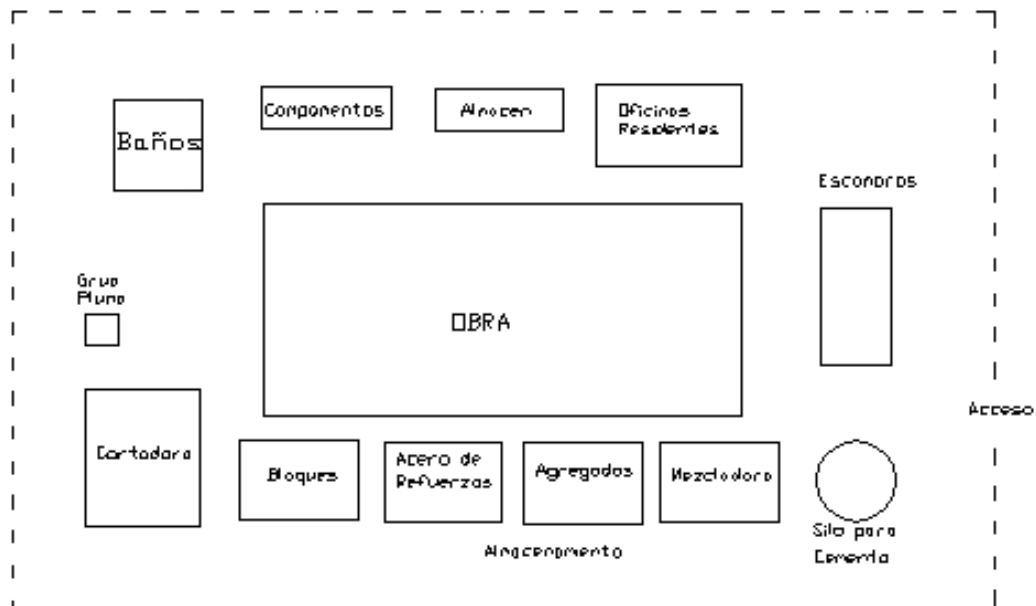 Componentes
Almacen
Oficinas
Residentes
Baños
Escombros
Grua
Pluma
OBRA
Acceso
Cortadora
Bloques
Acero de
Refuerzos
Agregados
Mezcladora
Silo para
Cemento
Almacenamento